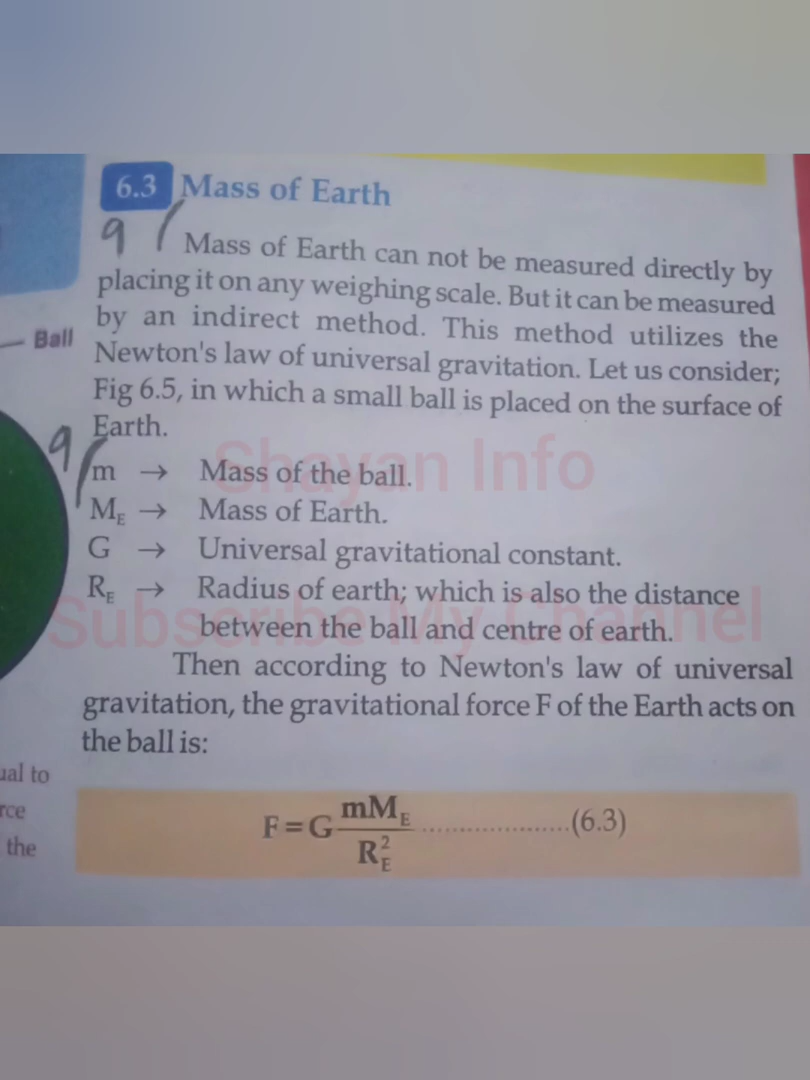 6.3 Mass of Earth
9
Mass of Earth can not be measured directly by
placing it on any weighing scale. But it can be measured
by an indirect method. This method utilizes the
Ball
Newton's law of universal gravitation. Let us consider;
Fig 6.5, in which a small ball is placed on the surface of
Earth.
9
Shayan Info
m → Mass of the ball.
M_E → Mass of Earth.
G → Universal gravitational constant.
R_E → Radius of earth; which is also the distance
between the ball and centre of earth.
Subscribe My Channel
Then according to Newton's law of universal
gravitation, the gravitational force F of the Earth acts on
the ball is:
ual to
rce
the
F=G mM_E / R_E^2 ....................(6.3)